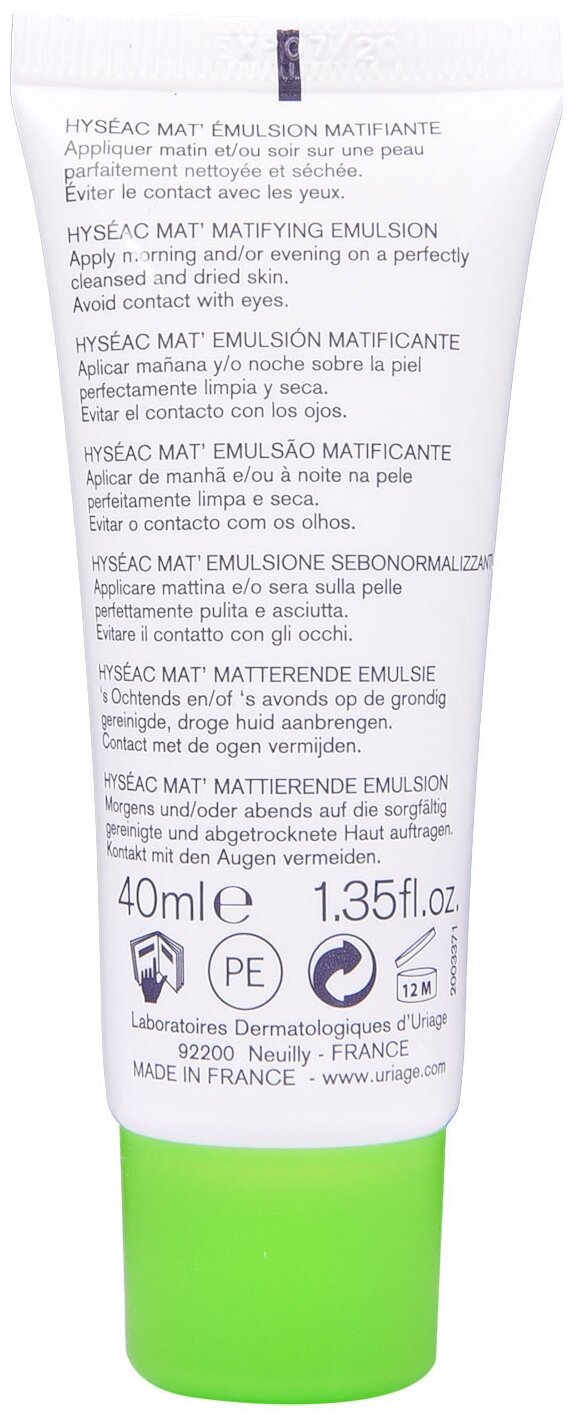 EXP 07/20
HYSÉAC MAT' ÉMULSION MATIFIANTE
Appliquer matin et/ou soir sur une peau
parfaitement nettoyée et séchée.
Éviter le contact avec les yeux.
HYSÉAC MAT' MATIFYING EMULSION
Apply morning and/or evening on a perfectly
cleansed and dried skin.
Avoid contact with eyes.
HYSÉAC MAT' EMULSIÓN MATIFICANTE
Aplicar mañana y/o noche sobre la piel
perfectamente limpia y seca.
Evitar el contacto con los ojos.
HYSÉAC MAT' EMULSÃO MATIFICANTE
Aplicar de manhã e/ou à noite na pele
perfeitamente limpa e seca.
Evitar o contacto com os olhos.
HYSÉAC MAT' EMULSIONE SEBONORMALIZZANT
Applicare mattina e/o sera sulla pelle
perfettamente pulita e asciutta.
Evitare il contatto con gli occhi.
HYSÉAC MAT' MATTERENDE EMULSIE
's Ochtends en/of 's avonds op de grondig
gereinigde, droge huid aanbrengen.
Contact met de ogen vermijden.
HYSÉAC MAT' MATTIERENDE EMULSION
Morgens und/oder abends auf die sorgfältig
gereinigte und abgetrocknete Haut auftragen.
Kontakt mit den Augen vermeiden.
40ml e 1.35fl.oz.
PE
12 M
2003371
Laboratoires Dermatologiques d'Uriage
92200 Neuilly - FRANCE
MADE IN FRANCE - www.uriage.com